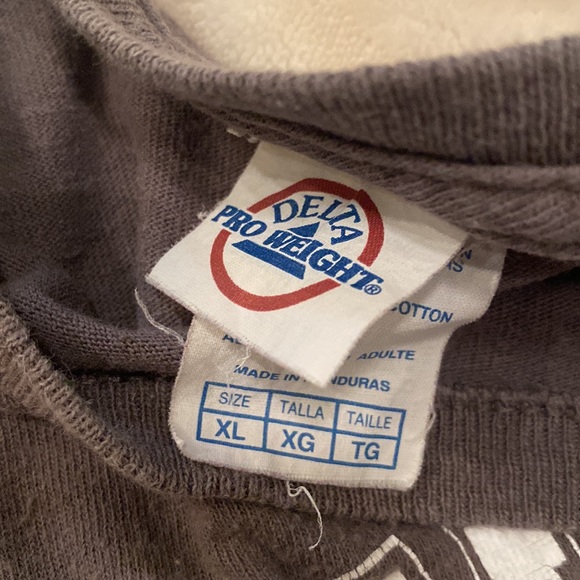 DELTA
PRO WEIGHT®
COTTON
ADULTE
MADE IN HONDURAS
SIZE TALLA TAILLE
XL XG TG